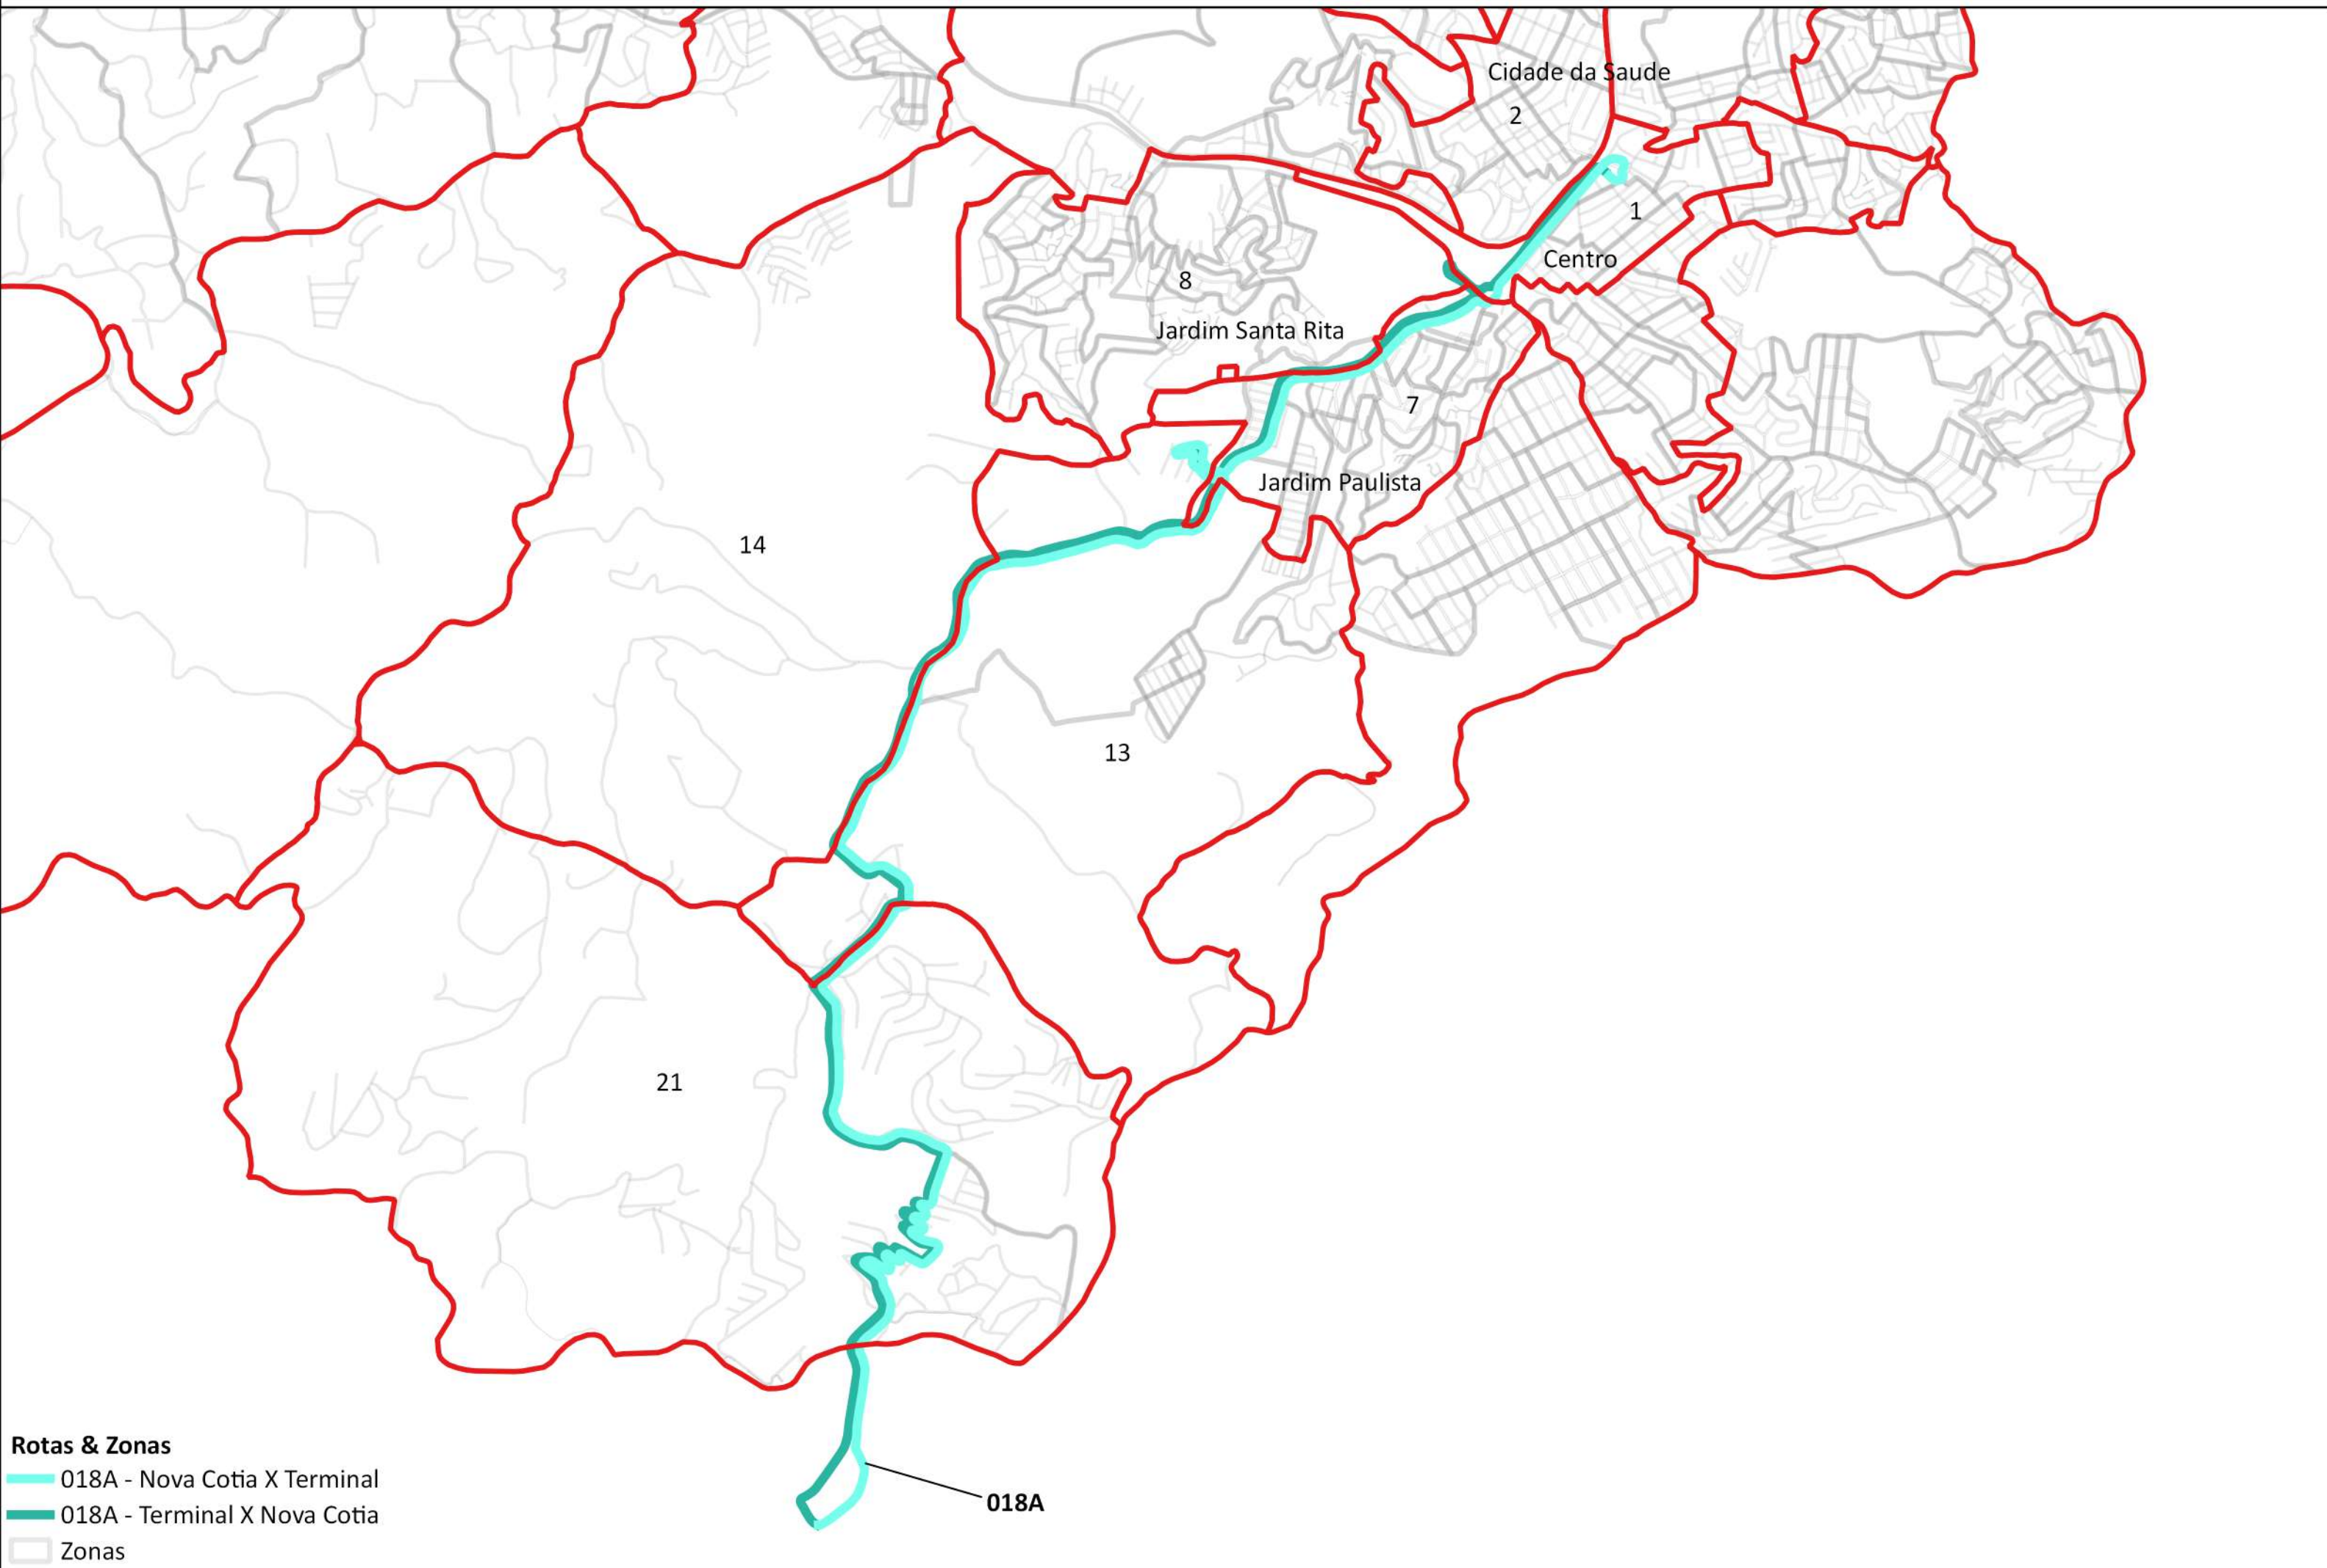 Cidade da Saude
2
1
Centro
8
Jardim Santa Rita
7
Jardim Paulista
14
13
21
Rotas & Zonas
018A - Nova Cotia X Terminal
018A - Terminal X Nova Cotia
Zonas
018A